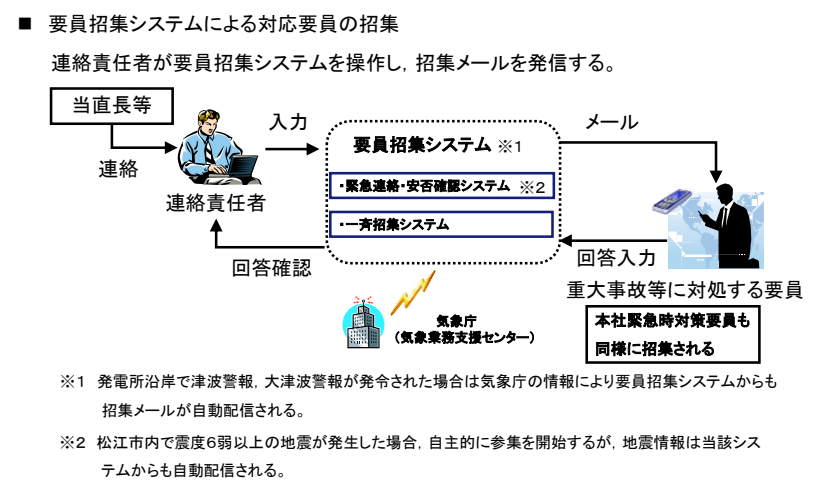 ■ 要員招集システムによる対応要員の招集
連絡責任者が要員招集システムを操作し，招集メールを発信する。
当直長等
連絡
連絡責任者
入力
要員招集システム ※１
・緊急連絡・安否確認システム ※２
・一斉招集システム
メール
回答確認
回答入力
重大事故等に対処する要員
本社緊急時対策要員も
同様に招集される
気象庁
（気象業務支援センター）
※１ 発電所沿岸で津波警報，大津波警報が発令された場合は気象庁の情報により要員招集システムからも
招集メールが自動配信される。
※２ 松江市内で震度６弱以上の地震が発生した場合，自主的に参集を開始するが，地震情報は当該シス
テムからも自動配信される。